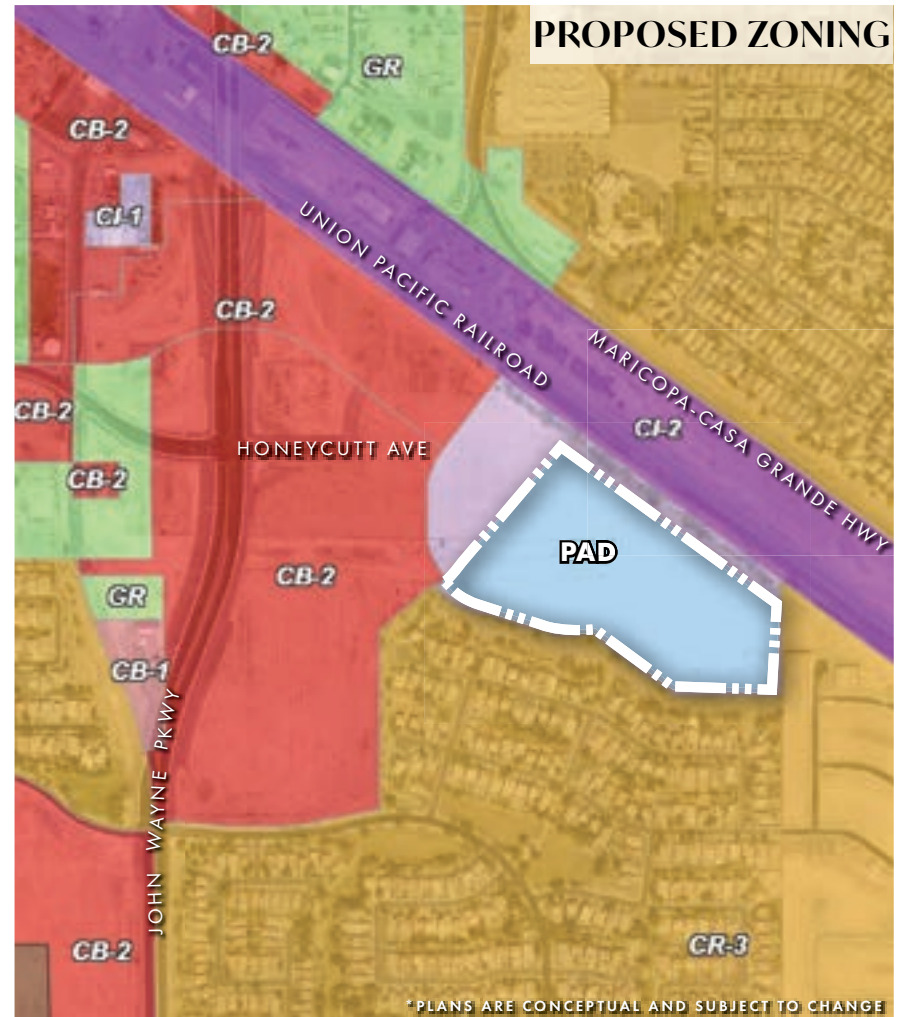 PROPOSED ZONING
CB-2
GR
CB-2
CI-1
UNION PACIFIC RAILROAD
CB-2
MARICOPA-CASA GRANDE HWY
CB-2
CI-2
HONEYCUTT AVE
CB-2
PAD
CB-2
GR
CB-1
JOHN WAYNE PKWY
CB-2
CR-3
*PLANS ARE CONCEPTUAL AND SUBJECT TO CHANGE